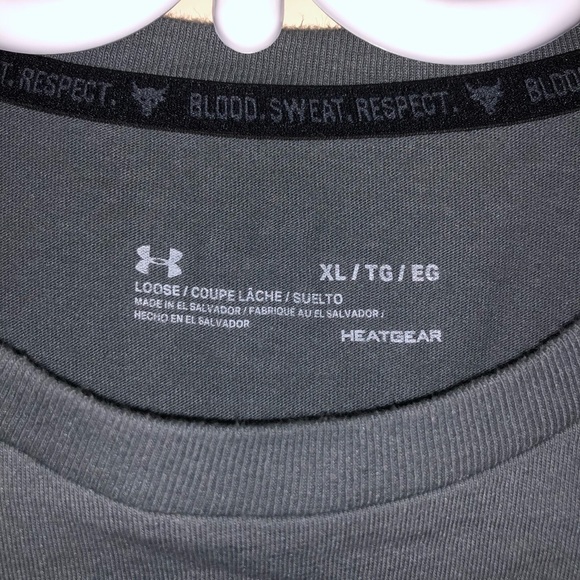 T. RESPECT. BLOOD. SWEAT. RESPECT. BLOO
XL / TG / EG
LOOSE / COUPE LÂCHE / SUELTO
MADE IN EL SALVADOR / FABRIQUÉ AU EL SALVADOR /
HECHO EN EL SALVADOR
HEATGEAR